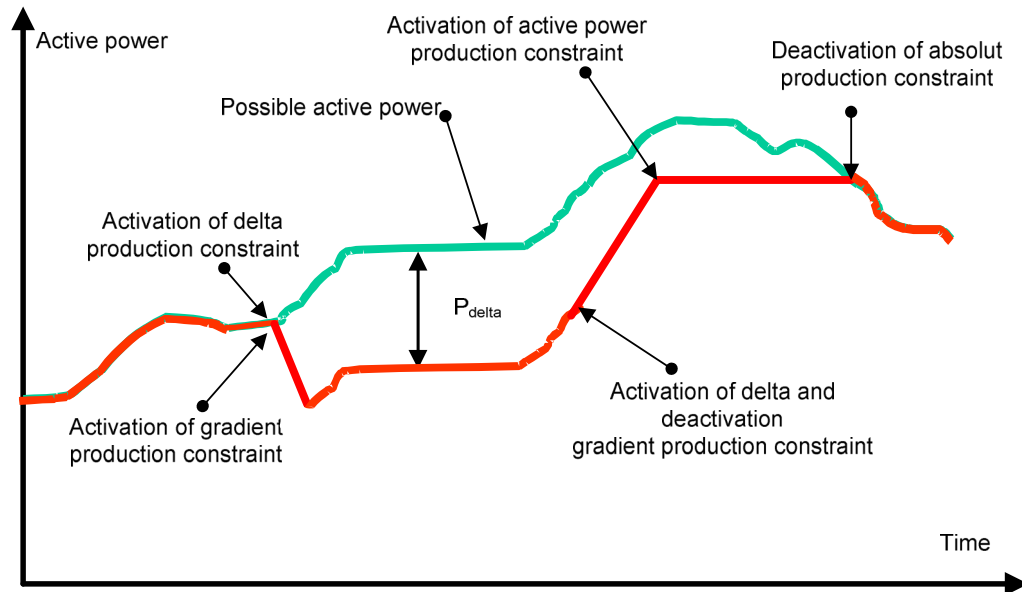 Active power
Activation of active power
production constraint
Deactivation of absolut
production constraint
Possible active power
Activation of delta
production constraint
P delta
Activation of gradient
production constraint
Activation of delta and
deactivation
gradient production constraint
Time